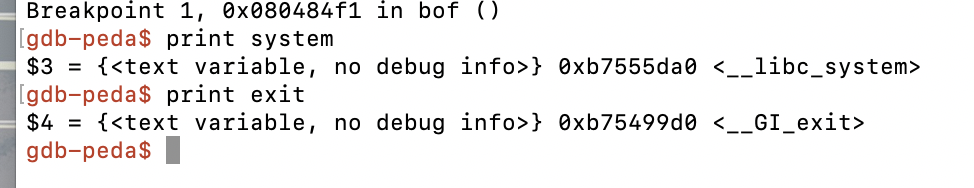 Breakpoint 1, 0x080484f1 in bof ()
[gdb-peda$ print system
$3 = {<text variable, no debug info>} 0xb7555da0 <__libc_system>
[gdb-peda$ print exit
$4 = {<text variable, no debug info>} 0xb75499d0 <__GI_exit>
gdb-peda$